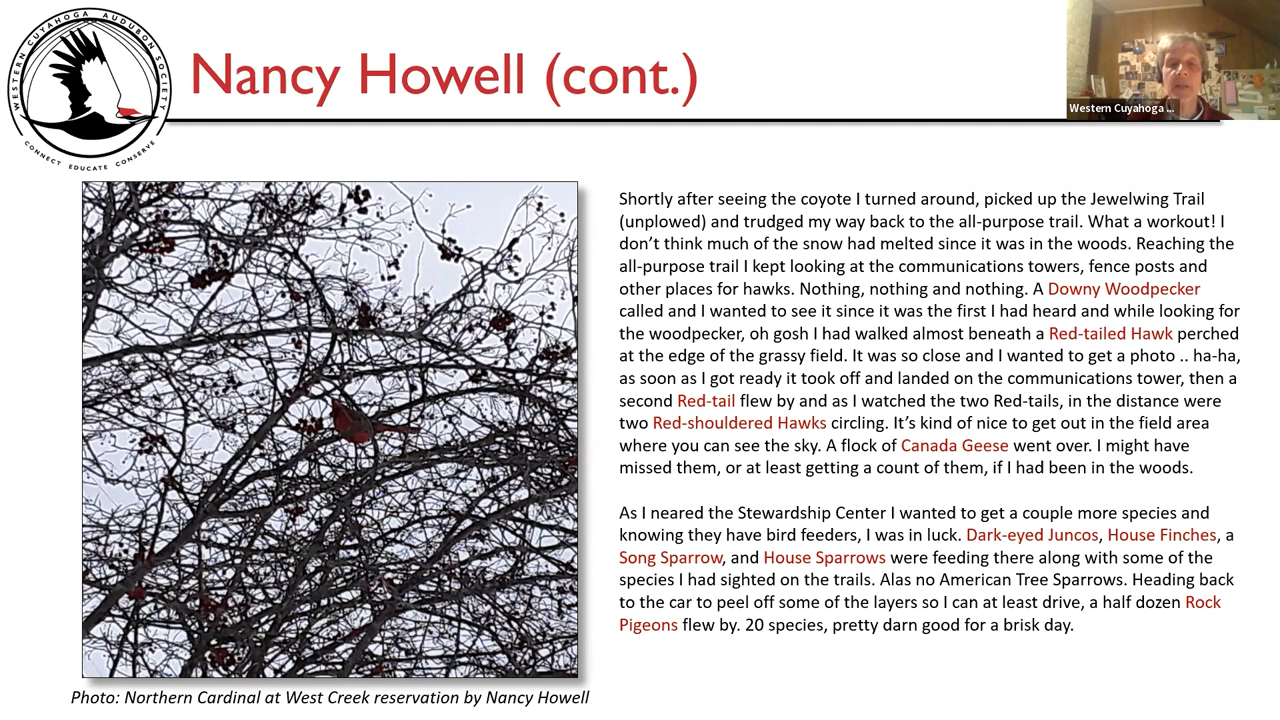 WESTERN CUYAHOGA AUDUBON SOCIETY
CONNECT EDUCATE CONSERVE
Nancy Howell (cont.)
Western Cuyahoga ...
Shortly after seeing the coyote I turned around, picked up the Jewelwing Trail
(unplowed) and trudged my way back to the all-purpose trail. What a workout! I
don’t think much of the snow had melted since it was in the woods. Reaching the
all-purpose trail I kept looking at the communications towers, fence posts and
other places for hawks. Nothing, nothing and nothing. A Downy Woodpecker
called and I wanted to see it since it was the first I had heard and while looking for
the woodpecker, oh gosh I had walked almost beneath a Red-tailed Hawk perched
at the edge of the grassy field. It was so close and I wanted to get a photo .. ha-ha,
as soon as I got ready it took off and landed on the communications tower, then a
second Red-tail flew by and as I watched the two Red-tails, in the distance were
two Red-shouldered Hawks circling. It’s kind of nice to get out in the field area
where you can see the sky. A flock of Canada Geese went over. I might have
missed them, or at least getting a count of them, if I had been in the woods.
As I neared the Stewardship Center I wanted to get a couple more species and
knowing they have bird feeders, I was in luck. Dark-eyed Juncos, House Finches, a
Song Sparrow, and House Sparrows were feeding there along with some of the
species I had sighted on the trails. Alas no American Tree Sparrows. Heading back
to the car to peel off some of the layers so I can at least drive, a half dozen Rock
Pigeons flew by. 20 species, pretty darn good for a brisk day.
Photo: Northern Cardinal at West Creek reservation by Nancy Howell